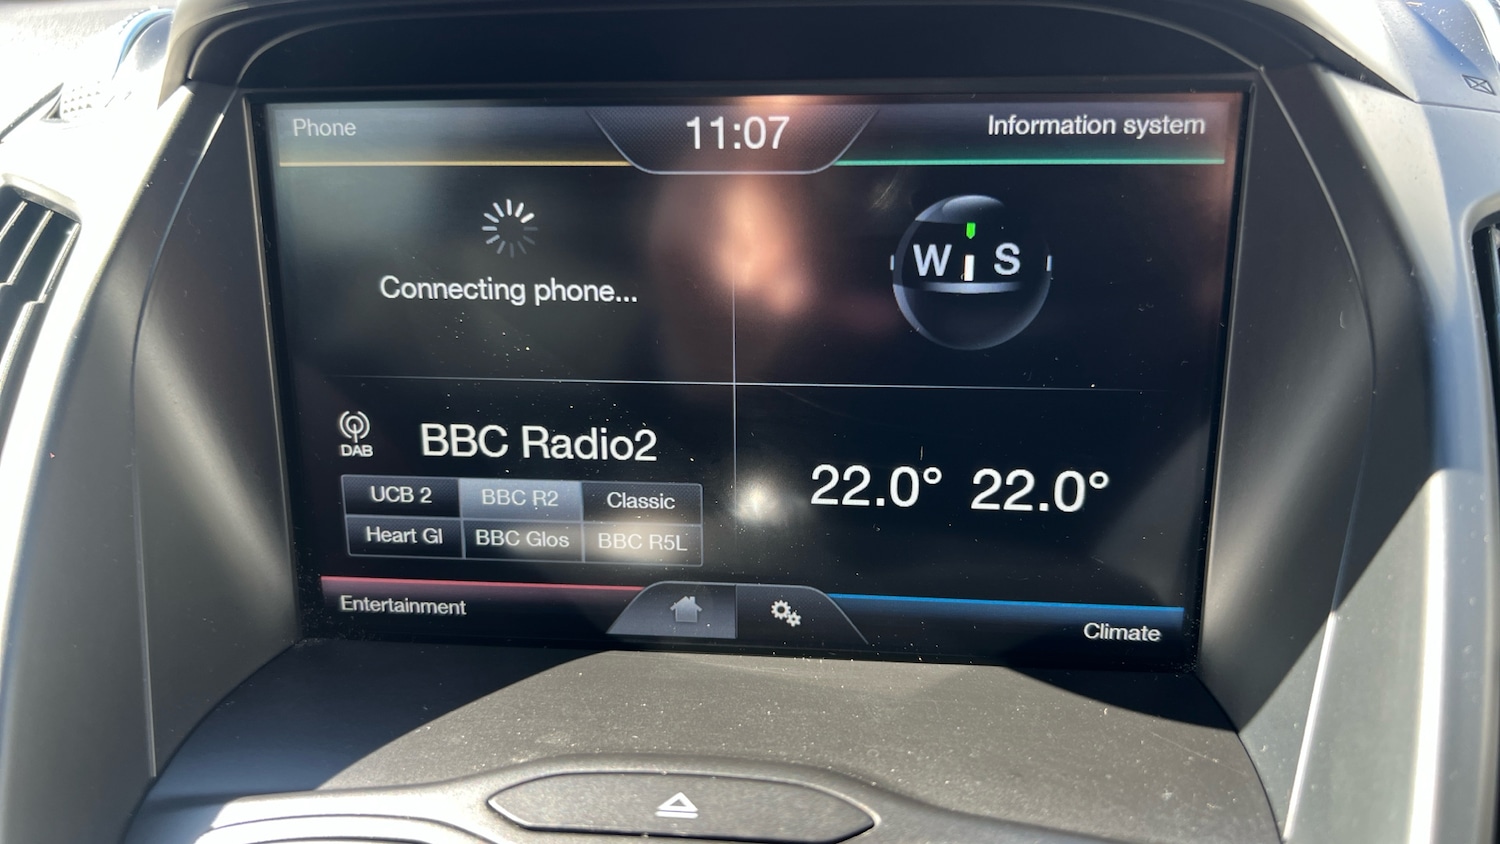 Phone
11:07
Information system
Connecting phone...
W S
DAB
BBC Radio2
UCB 2 BBC R2 Classic
Heart Gl BBC Glos BBC R5L
22.0° 22.0°
Entertainment
Climate